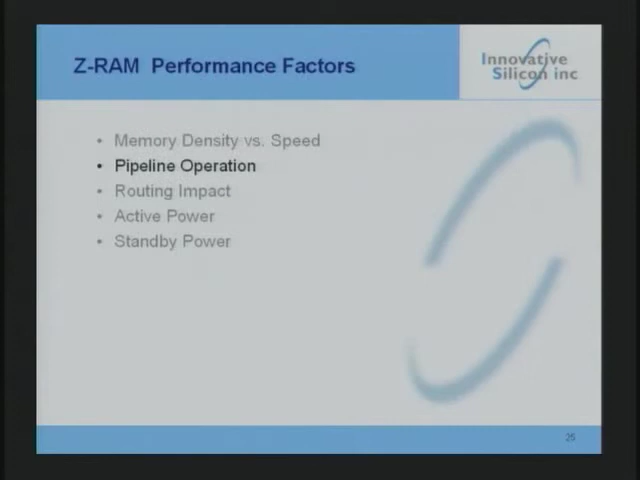 Z-RAM Performance Factors
Innovative
Silicon inc
• Memory Density vs. Speed
• Pipeline Operation
• Routing Impact
• Active Power
• Standby Power
25